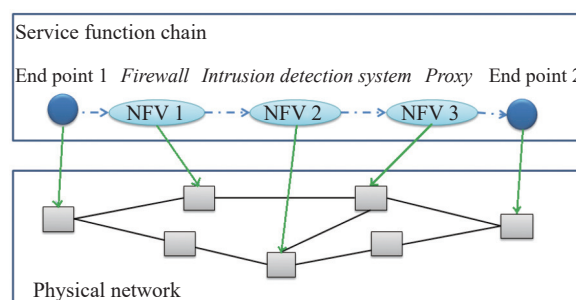 Service function chain
End point 1 Firewall Intrusion detection system Proxy End point 2
NFV 1 NFV 2 NFV 3
Physical network